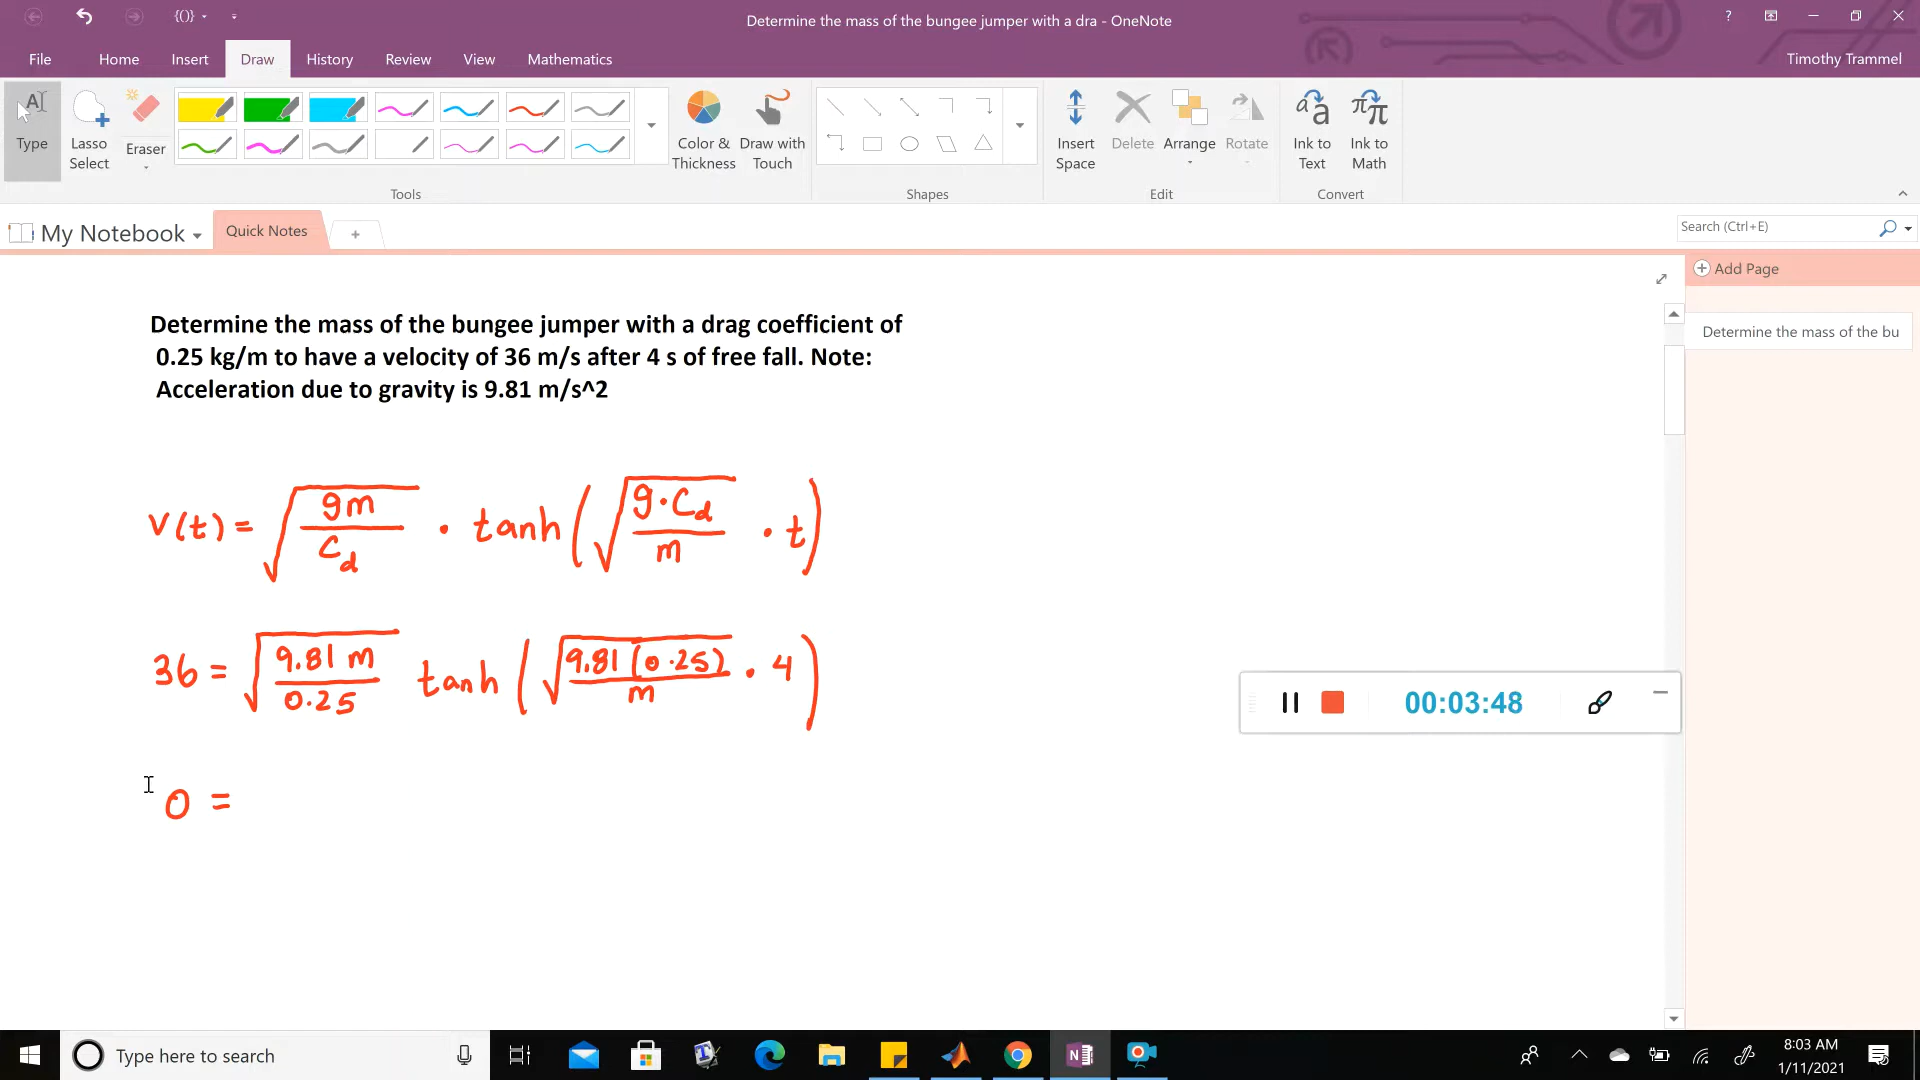 Determine the mass of the bungee jumper with a dra - OneNote
File Home Insert Draw History Review View Mathematics
Timothy Trammel
Type
Lasso Select
Eraser
Color & Thickness
Draw with Touch
Insert Space
Delete
Arrange
Rotate
Ink to Text
Ink to Math
Tools
Shapes
Edit
Convert
My Notebook
Quick Notes
+
Search (Ctrl+E)
Add Page
Determine the mass of the bu
Determine the mass of the bungee jumper with a drag coefficient of
0.25 kg/m to have a velocity of 36 m/s after 4 s of free fall. Note:
Acceleration due to gravity is 9.81 m/s^2
V(t) = √(gm/Cd) · tanh(√(g·Cd/m) · t)
36 = √(9.81 m/0.25) tanh(√(9.81(0.25)/m) · 4)
0 =
00:03:48
Type here to search
8:03 AM
1/11/2021